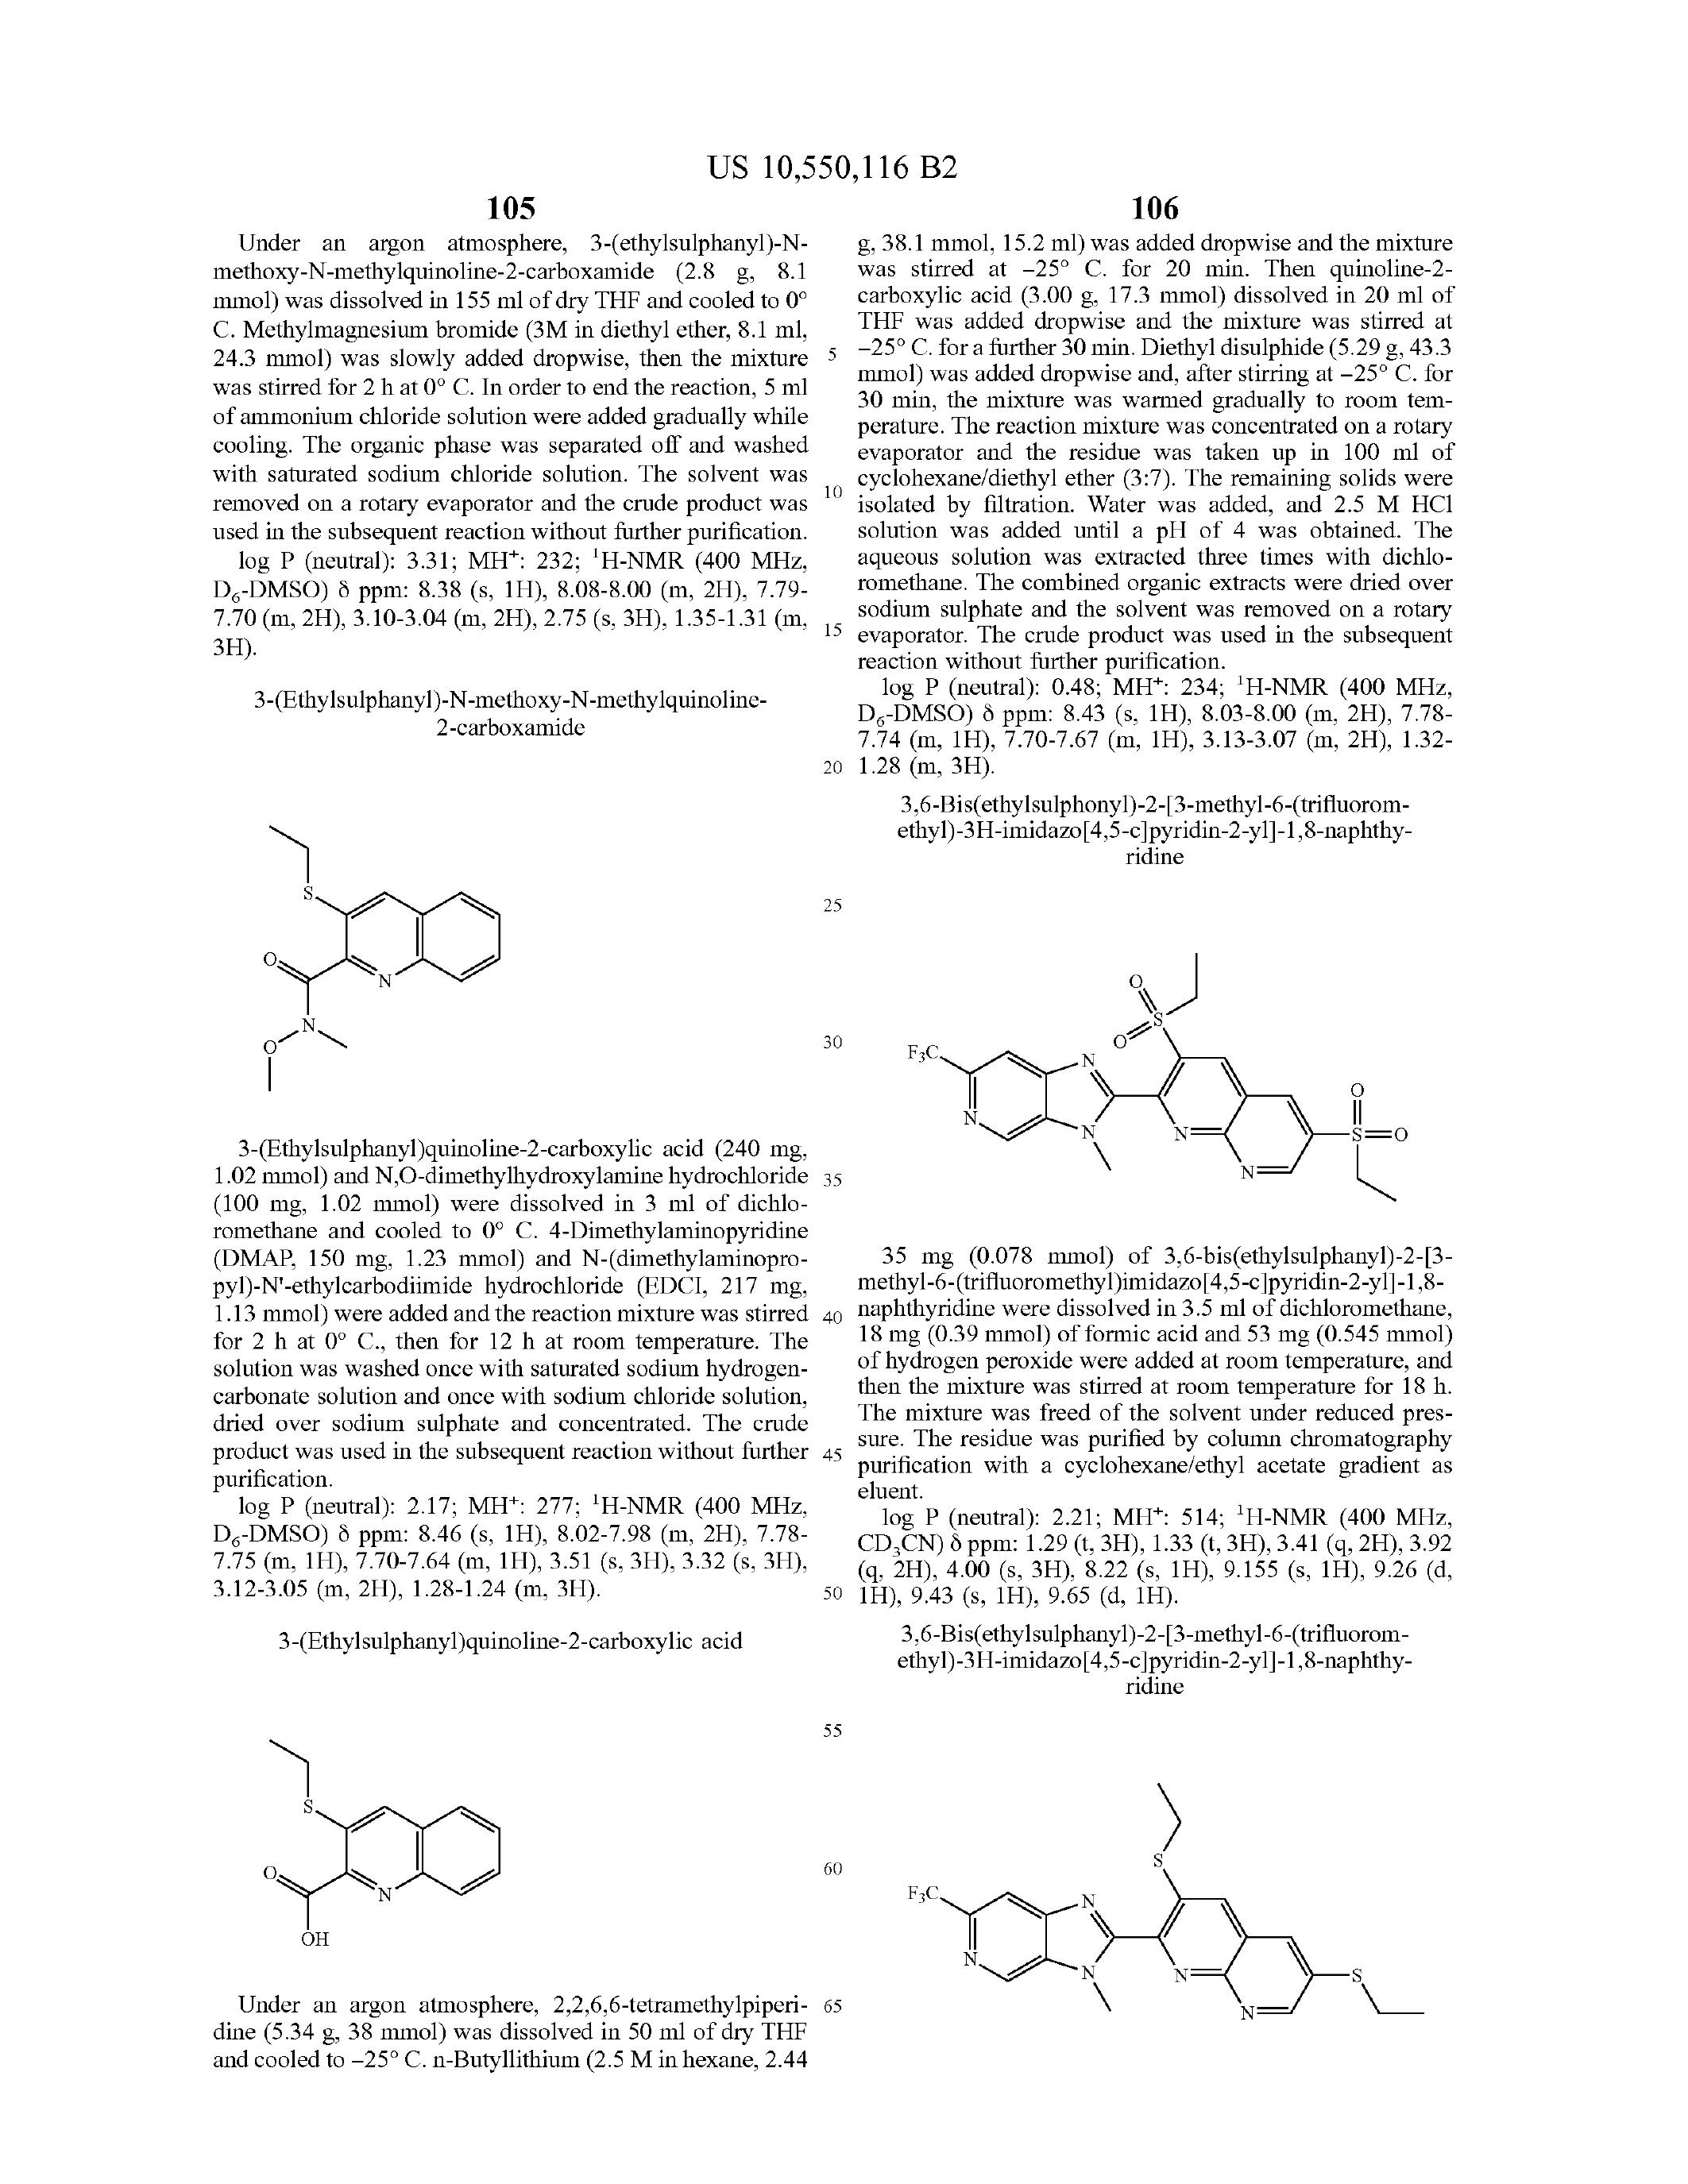 US 10,550,116 B2
105
Under an argon atmosphere, 3-(ethylsulphanyl)-N-
methoxy-N-methylquinoline-2-carboxamide (2.8 g, 8.1
mmol) was dissolved in 155 ml of dry THF and cooled to 0°
C. Methylmagnesium bromide (3M in diethyl ether, 8.1 ml,
24.3 mmol) was slowly added dropwise, then the mixture
was stirred for 2 h at 0° C. In order to end the reaction, 5 ml
of ammonium chloride solution were added gradually while
cooling. The organic phase was separated off and washed
with saturated sodium chloride solution. The solvent was
removed on a rotary evaporator and the crude product was
used in the subsequent reaction without further purification.
log P (neutral): 3.31; MH⁺: 232; ¹H-NMR (400 MHz,
D₆-DMSO) δ ppm: 8.38 (s, 1H), 8.08-8.00 (m, 2H), 7.79-
7.70 (m, 2H), 3.10-3.04 (m, 2H), 2.75 (s, 3H), 1.35-1.31 (m,
3H).
3-(Ethylsulphanyl)-N-methoxy-N-methylquinoline-
2-carboxamide
S
O
N
N
O
3-(Ethylsulphanyl)quinoline-2-carboxylic acid (240 mg,
1.02 mmol) and N,O-dimethylhydroxylamine hydrochloride
(100 mg, 1.02 mmol) were dissolved in 3 ml of dichlo-
romethane and cooled to 0° C. 4-Dimethylaminopyridine
(DMAP, 150 mg, 1.23 mmol) and N-(dimethylaminopro-
pyl)-N'-ethylcarbodiimide hydrochloride (EDCI, 217 mg,
1.13 mmol) were added and the reaction mixture was stirred
for 2 h at 0° C., then for 12 h at room temperature. The
solution was washed once with saturated sodium hydrogen-
carbonate solution and once with sodium chloride solution,
dried over sodium sulphate and concentrated. The crude
product was used in the subsequent reaction without further
purification.
log P (neutral): 2.17; MH⁺: 277; ¹H-NMR (400 MHz,
D₆-DMSO) δ ppm: 8.46 (s, 1H), 8.02-7.98 (m, 2H), 7.78-
7.75 (m, 1H), 7.70-7.64 (m, 1H), 3.51 (s, 3H), 3.32 (s, 3H),
3.12-3.05 (m, 2H), 1.28-1.24 (m, 3H).
3-(Ethylsulphanyl)quinoline-2-carboxylic acid
S
O
N
OH
Under an argon atmosphere, 2,2,6,6-tetramethylpiperi-
dine (5.34 g, 38 mmol) was dissolved in 50 ml of dry THF
and cooled to −25° C. n-Butyllithium (2.5 M in hexane, 2.44
5
10
15
20
25
30
35
40
45
50
55
60
65
106
g, 38.1 mmol, 15.2 ml) was added dropwise and the mixture
was stirred at −25° C. for 20 min. Then quinoline-2-
carboxylic acid (3.00 g, 17.3 mmol) dissolved in 20 ml of
THF was added dropwise and the mixture was stirred at
−25° C. for a further 30 min. Diethyl disulphide (5.29 g, 43.3
mmol) was added dropwise and, after stirring at −25° C. for
30 min, the mixture was warmed gradually to room tem-
perature. The reaction mixture was concentrated on a rotary
evaporator and the residue was taken up in 100 ml of
cyclohexane/diethyl ether (3:7). The remaining solids were
isolated by filtration. Water was added, and 2.5 M HCl
solution was added until a pH of 4 was obtained. The
aqueous solution was extracted three times with dichlo-
romethane. The combined organic extracts were dried over
sodium sulphate and the solvent was removed on a rotary
evaporator. The crude product was used in the subsequent
reaction without further purification.
log P (neutral): 0.48; MH⁺: 234; ¹H-NMR (400 MHz,
D₆-DMSO) δ ppm: 8.43 (s, 1H), 8.03-8.00 (m, 2H), 7.78-
7.74 (m, 1H), 7.70-7.67 (m, 1H), 3.13-3.07 (m, 2H), 1.32-
1.28 (m, 3H).
3,6-Bis(ethylsulphonyl)-2-[3-methyl-6-(trifluorom-
ethyl)-3H-imidazo[4,5-c]pyridin-2-yl]-1,8-naphthy-
ridine
O
S
O
F₃C
N
O
N
N
N
S
O
N
35 mg (0.078 mmol) of 3,6-bis(ethylsulphanyl)-2-[3-
methyl-6-(trifluoromethyl)imidazo[4,5-c]pyridin-2-yl]-1,8-
naphthyridine were dissolved in 3.5 ml of dichloromethane,
18 mg (0.39 mmol) of formic acid and 53 mg (0.545 mmol)
of hydrogen peroxide were added at room temperature, and
then the mixture was stirred at room temperature for 18 h.
The mixture was freed of the solvent under reduced pres-
sure. The residue was purified by column chromatography
purification with a cyclohexane/ethyl acetate gradient as
eluent.
log P (neutral): 2.21; MH⁺: 514; ¹H-NMR (400 MHz,
CD₃CN) δ ppm: 1.29 (t, 3H), 1.33 (t, 3H), 3.41 (q, 2H), 3.92
(q, 2H), 4.00 (s, 3H), 8.22 (s, 1H), 9.155 (s, 1H), 9.26 (d,
1H), 9.43 (s, 1H), 9.65 (d, 1H).
3,6-Bis(ethylsulphanyl)-2-[3-methyl-6-(trifluorom-
ethyl)-3H-imidazo[4,5-c]pyridin-2-yl]-1,8-naphthy-
ridine
S
F₃C
N
N
N
N
S
N